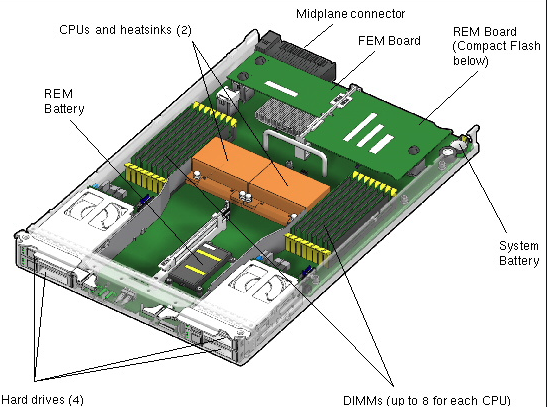 Midplane connector
CPUs and heatsinks (2)
FEM Board
REM Board
(Compact Flash
below)
REM
Battery
System
Battery
Hard drives (4)
DIMMs (up to 8 for each CPU)